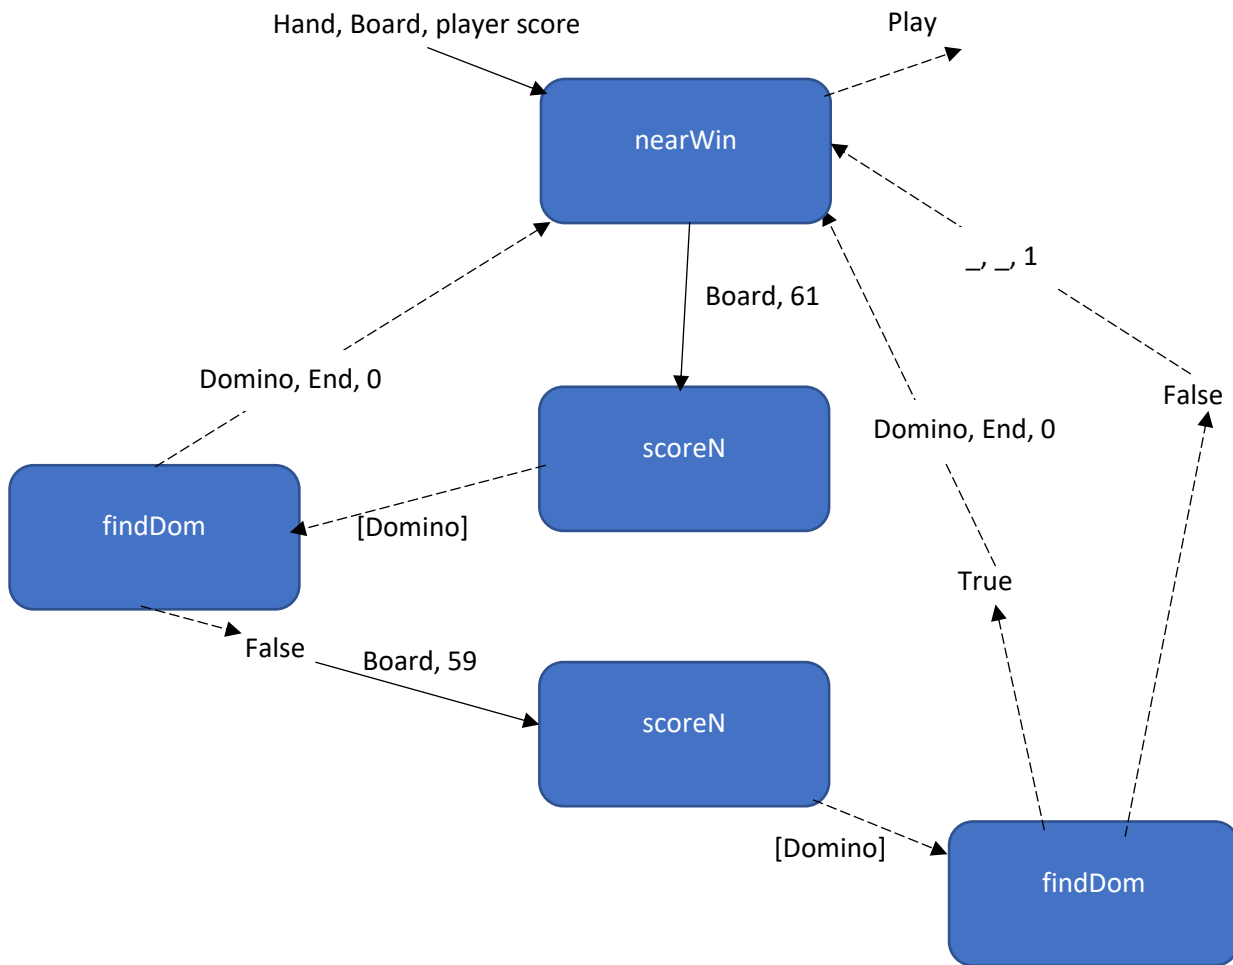 Hand, Board, player score
Play
nearWin
_, _, 1
Board, 61
Domino, End, 0
False
Domino, End, 0
scoreN
findDom
[Domino]
True
False
Board, 59
scoreN
[Domino]
findDom